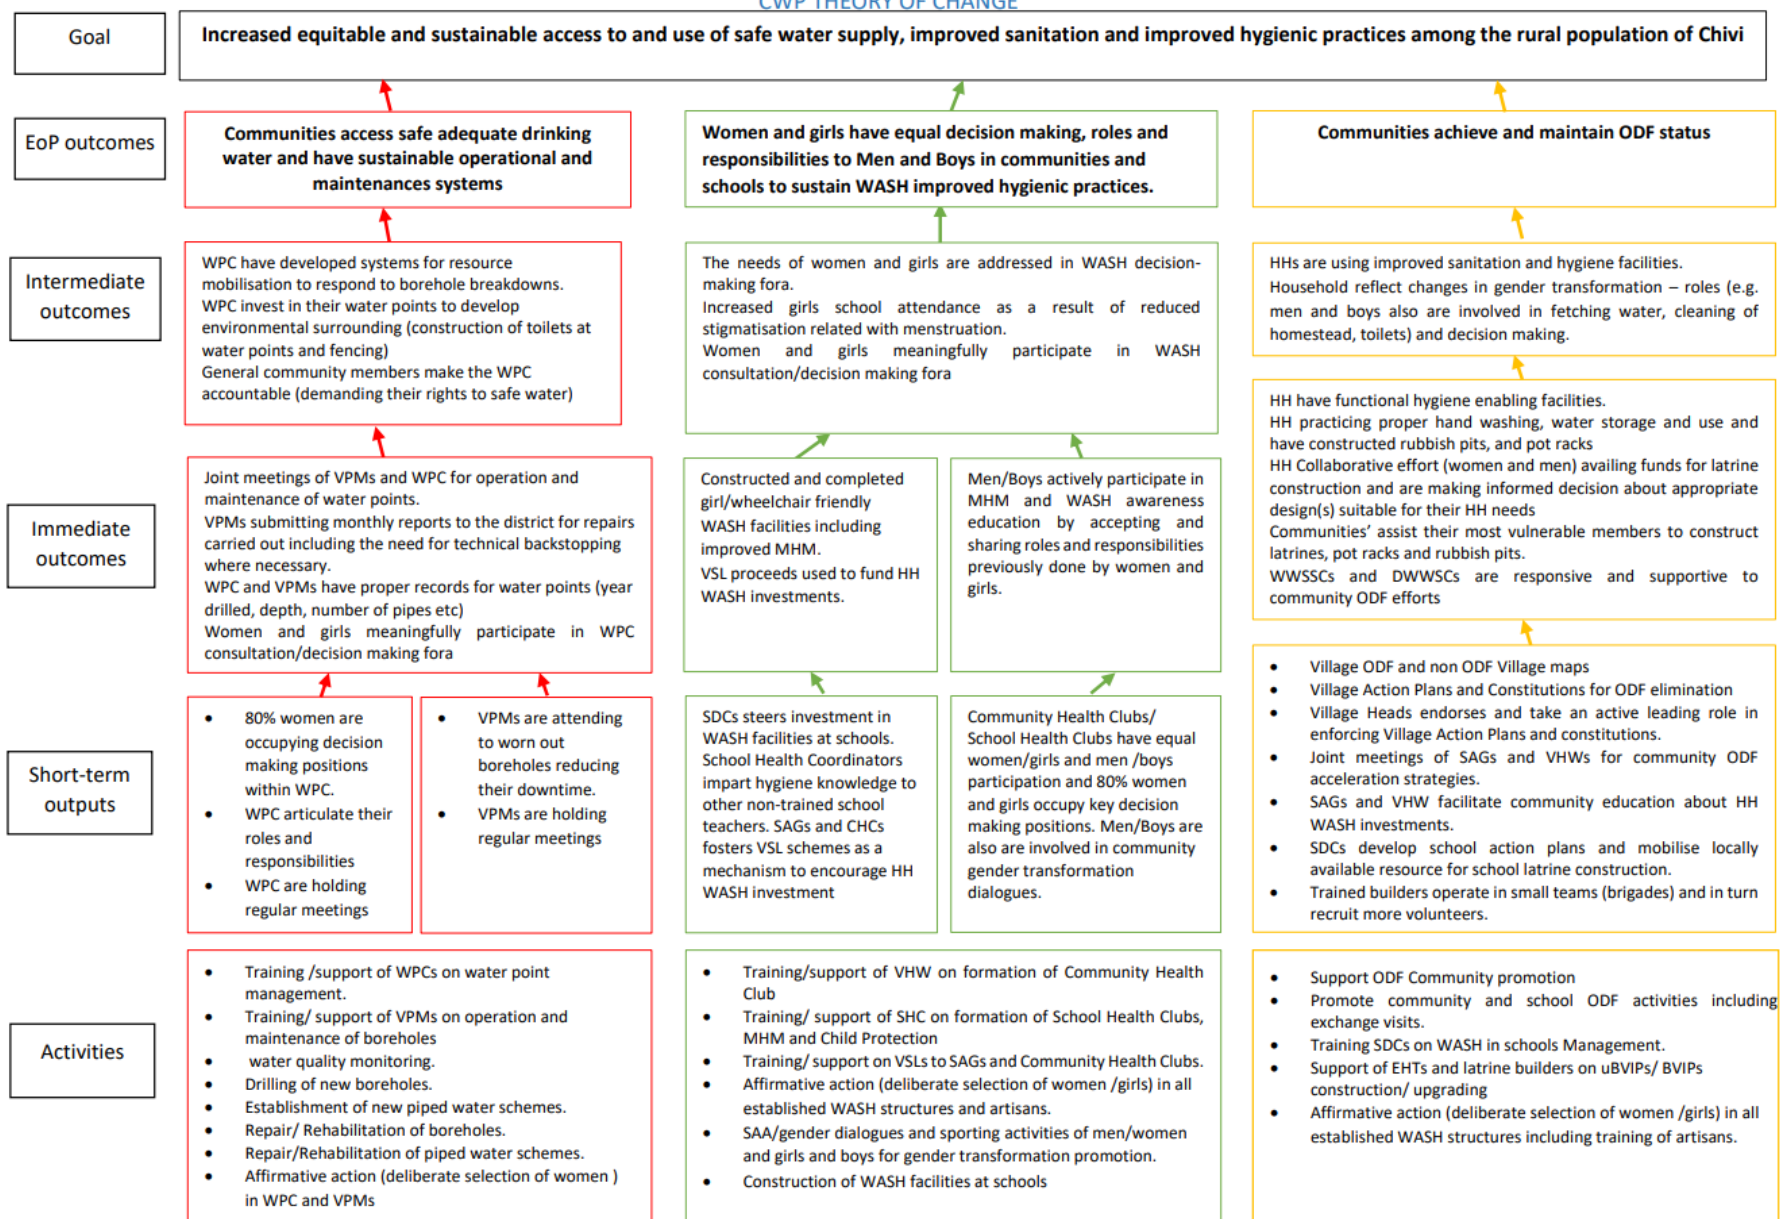 CWP THEORY OF CHANGE
Goal
Increased equitable and sustainable access to and use of safe water supply, improved sanitation and improved hygienic practices among the rural population of Chivi
EoP outcomes
Communities access safe adequate drinking
water and have sustainable operational and
maintenances systems
Women and girls have equal decision making, roles and
responsibilities to Men and Boys in communities and
schools to sustain WASH improved hygienic practices.
Communities achieve and maintain ODF status
Intermediate
outcomes
WPC have developed systems for resource
mobilisation to respond to borehole breakdowns.
WPC invest in their water points to develop
environmental surrounding (construction of toilets at
water points and fencing)
General community members make the WPC
accountable (demanding their rights to safe water)
The needs of women and girls are addressed in WASH decision-
making fora.
Increased girls school attendance as a result of reduced
stigmatisation related with menstruation.
Women and girls meaningfully participate in WASH
consultation/decision making fora
HHs are using improved sanitation and hygiene facilities.
Household reflect changes in gender transformation – roles (e.g.
men and boys also are involved in fetching water, cleaning of
homestead, toilets) and decision making.
Immediate
outcomes
Joint meetings of VPMs and WPC for operation and
maintenance of water points.
VPMs submitting monthly reports to the district for repairs
carried out including the need for technical backstopping
where necessary.
WPC and VPMs have proper records for water points (year
drilled, depth, number of pipes etc)
Women and girls meaningfully participate in WPC
consultation/decision making fora
Constructed and completed
girl/wheelchair friendly
WASH facilities including
improved MHM.
VSL proceeds used to fund HH
WASH investments.
Men/Boys actively participate in
MHM and WASH awareness
education by accepting and
sharing roles and responsibilities
previously done by women and
girls.
HH have functional hygiene enabling facilities.
HH practicing proper hand washing, water storage and use and
have constructed rubbish pits, and pot racks
HH Collaborative effort (women and men) availing funds for latrine
construction and are making informed decision about appropriate
design(s) suitable for their HH needs
Communities' assist their most vulnerable members to construct
latrines, pot racks and rubbish pits.
WWSSCs and DWWSCs are responsive and supportive to
community ODF efforts
Short-term
outputs
• 80% women are
occupying decision
making positions
within WPC.
• WPC articulate their
roles and
responsibilities
• WPC are holding
regular meetings
• VPMs are attending
to worn out
boreholes reducing
their downtime.
• VPMs are holding
regular meetings
SDCs steers investment in
WASH facilities at schools.
School Health Coordinators
impart hygiene knowledge to
other non-trained school
teachers. SAGs and CHCs
fosters VSL schemes as a
mechanism to encourage HH
WASH investment
Community Health Clubs/
School Health Clubs have equal
women/girls and men /boys
participation and 80% women
and girls occupy key decision
making positions. Men/Boys are
also are involved in community
gender transformation
dialogues.
• Village ODF and non ODF Village maps
• Village Action Plans and Constitutions for ODF elimination
• Village Heads endorses and take an active leading role in
enforcing Village Action Plans and constitutions.
• Joint meetings of SAGs and VHWs for community ODF
acceleration strategies.
• SAGs and VHW facilitate community education about HH
WASH investments.
• SDCs develop school action plans and mobilise locally
available resource for school latrine construction.
• Trained builders operate in small teams (brigades) and in turn
recruit more volunteers.
Activities
• Training /support of WPCs on water point
management.
• Training/ support of VPMs on operation and
maintenance of boreholes
• water quality monitoring.
• Drilling of new boreholes.
• Establishment of new piped water schemes.
• Repair/ Rehabilitation of boreholes.
• Repair/Rehabilitation of piped water schemes.
• Affirmative action (deliberate selection of women )
in WPC and VPMs
• Training/support of VHW on formation of Community Health
Club
• Training/ support of SHC on formation of School Health Clubs,
MHM and Child Protection
• Training/ support on VSLs to SAGs and Community Health Clubs.
• Affirmative action (deliberate selection of women /girls) in all
established WASH structures and artisans.
• SAA/gender dialogues and sporting activities of men/women
and girls and boys for gender transformation promotion.
• Construction of WASH facilities at schools
• Support ODF Community promotion
• Promote community and school ODF activities including
exchange visits.
• Training SDCs on WASH in schools Management.
• Support of EHTs and latrine builders on uBVIPs/ BVIPs
construction/ upgrading
• Affirmative action (deliberate selection of women /girls) in all
established WASH structures including training of artisans.